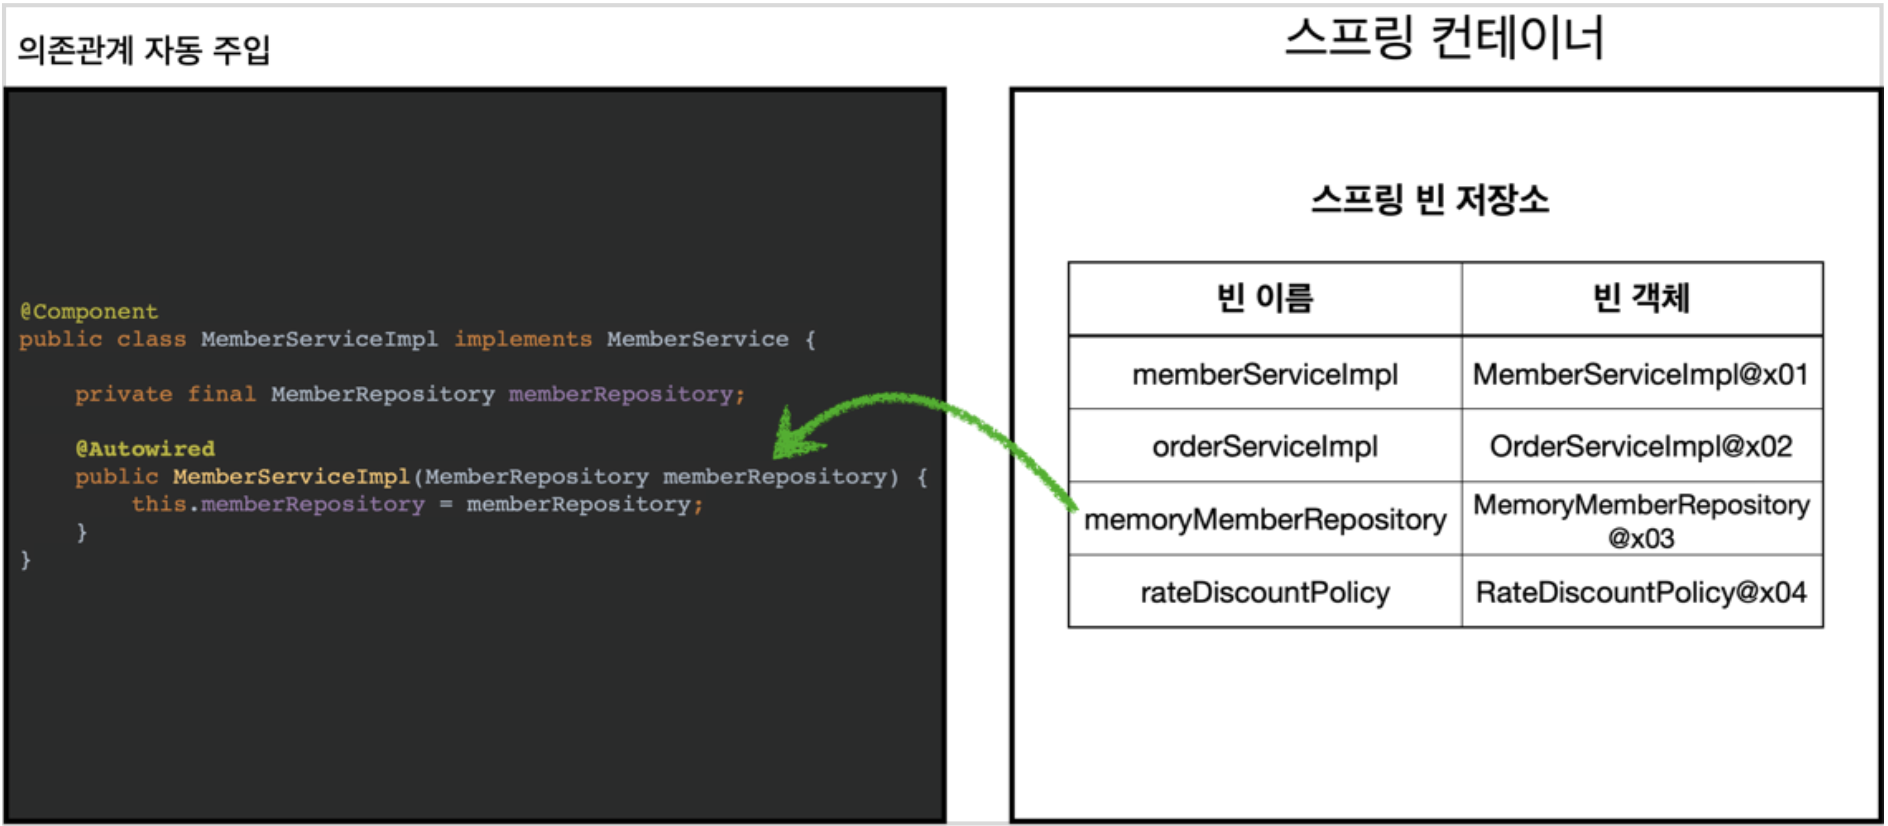 의존관계 자동 주입
스프링 컨테이너
@Component
public class MemberServiceImpl implements MemberService {
private final MemberRepository memberRepository;
@Autowired
public MemberServiceImpl(MemberRepository memberRepository) {
this.memberRepository = memberRepository;
}
}
스프링 빈 저장소
빈 이름 빈 객체
memberServiceImpl MemberServiceImpl@x01
orderServiceImpl OrderServiceImpl@x02
memoryMemberRepository MemoryMemberRepository
@x03
rateDiscountPolicy RateDiscountPolicy@x04